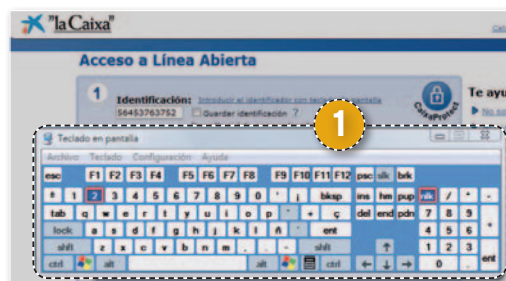 "la Caixa"
Acceso a Línea Abierta
1
Identificación: Introducir el identificador con teclado en pantalla
56453763752 Guardar identificación ?
CaixaProtect
Te ayu
1
Teclado en pantalla
Archivo Teclado Configuración Ayuda
esc F1 F2 F3 F4 F5 F6 F7 F8 F9 F10 F11 F12 psc slk brk
º 1 2 3 4 5 6 7 8 9 0 ' ¡ bksp ins hm pup nlk / * -
tab q w e r t y u i o p ` + ç del end pdn 7 8 9 +
lock a s d f g h j k l ñ ´ ent 4 5 6
shft z x c v b n m , . - shft ↑ 1 2 3 ent
ctrl alt alt ctrl ← ↓ → 0 .